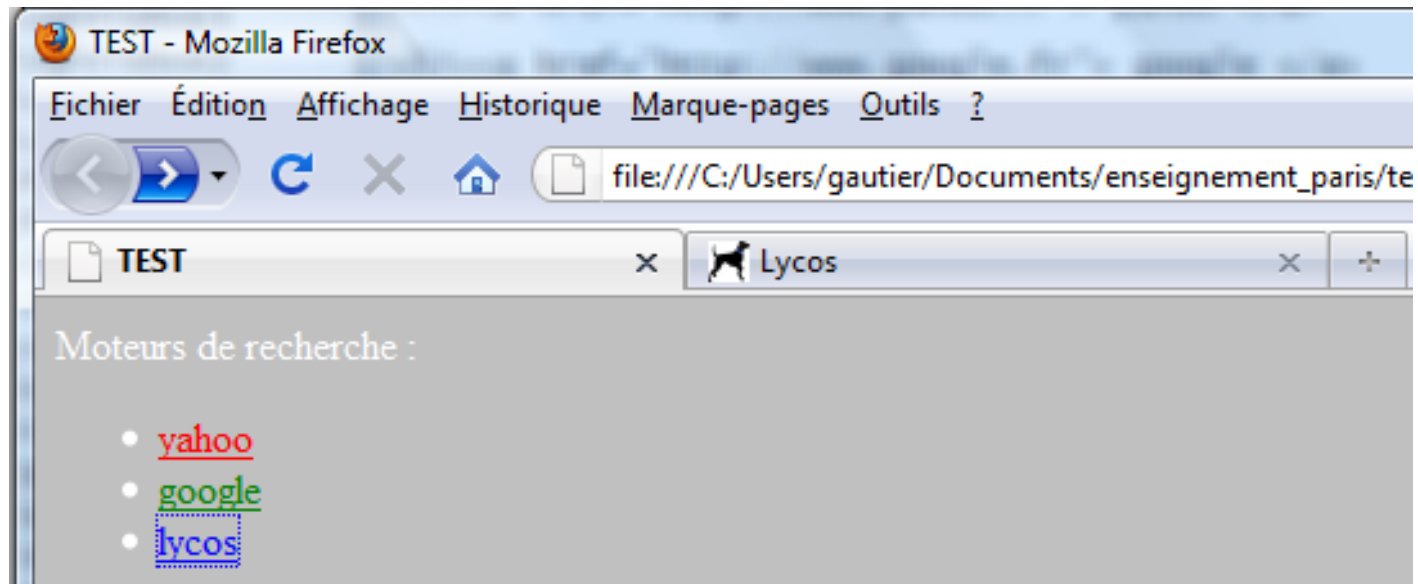 TEST - Mozilla Firefox
Fichier Édition Affichage Historique Marque-pages Outils ?
file:///C:/Users/gautier/Documents/enseignement_paris/te
TEST Lycos
Moteurs de recherche :
yahoo
google
lycos